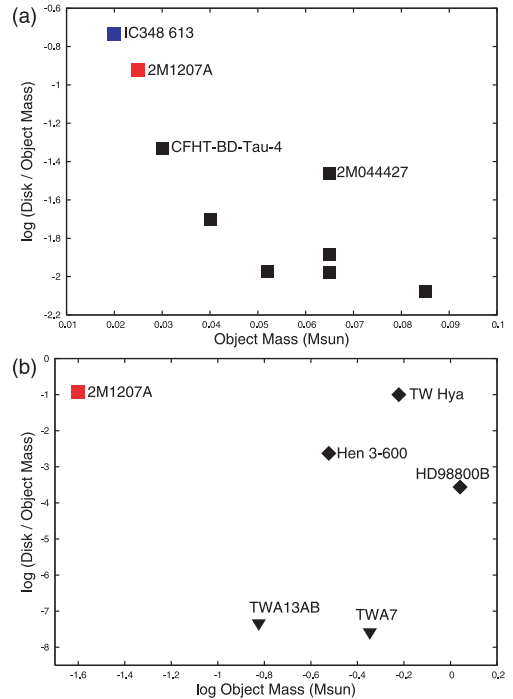 (a)
-0.6
-0.8
-1
-1.2
-1.4
-1.6
-1.8
-2
-2.2
log (Disk / Object Mass)
IC348 613
2M1207A
CFHT-BD-Tau-4
2M044427
0.01 0.02 0.03 0.04 0.05 0.06 0.07 0.08 0.09 0.1
Object Mass (Msun)
(b)
0
-1
-2
-3
-4
-5
-6
-7
-8
log (Disk / Object Mass)
2M1207A
TW Hya
Hen 3-600
HD98800B
TWA13AB
TWA7
-1.6 -1.4 -1.2 -1 -0.8 -0.6 -0.4 -0.2 0 0.2
log Object Mass (Msun)